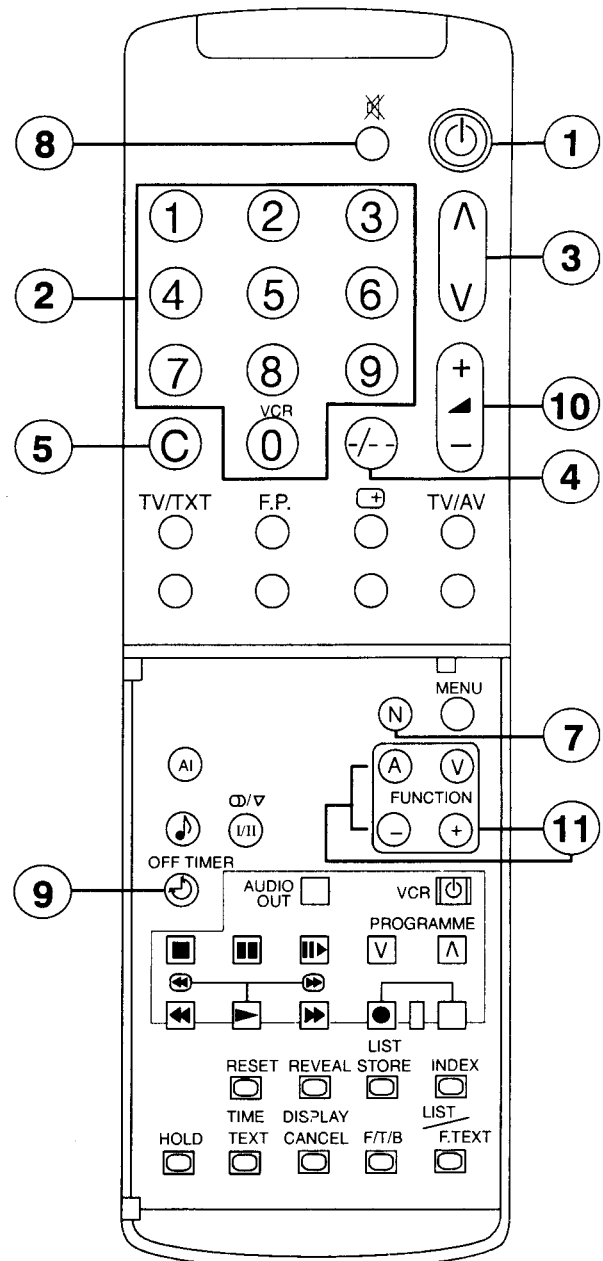 8
1
1 2 3
2
3
4 5 6
7 8 9
+
10
−
VCR
5
C 0 -/--
4
TV/TXT F.P. TV/AV
MENU
N
7
AI
A V
FUNCTION
− +
11
I/II
OFF TIMER
9
AUDIO
OUT
VCR
PROGRAMME
V Λ
LIST
RESET REVEAL STORE INDEX
TIME DISPLAY LIST
HOLD TEXT CANCEL F/T/B F.TEXT